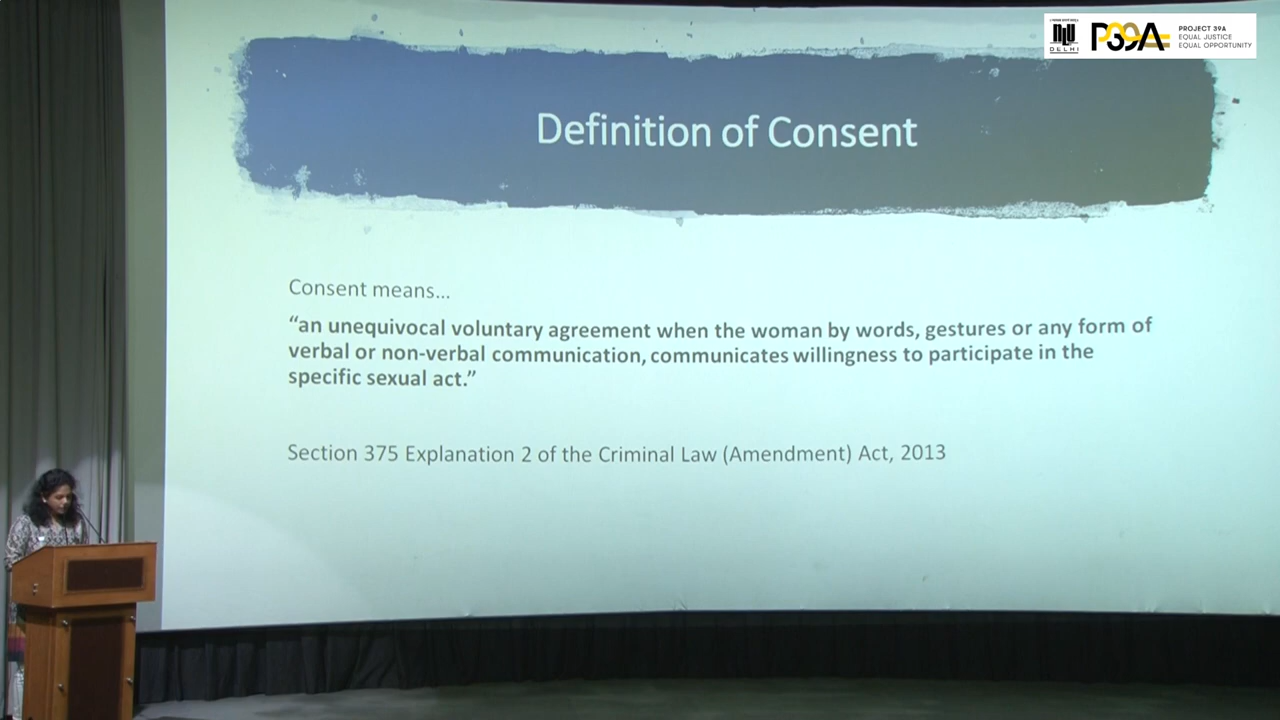 DELHI
P39A
PROJECT 39A
EQUAL JUSTICE
EQUAL OPPORTUNITY
Definition of Consent
Consent means...
“an unequivocal voluntary agreement when the woman by words, gestures or any form of
verbal or non-verbal communication, communicates willingness to participate in the
specific sexual act.”
Section 375 Explanation 2 of the Criminal Law (Amendment) Act, 2013